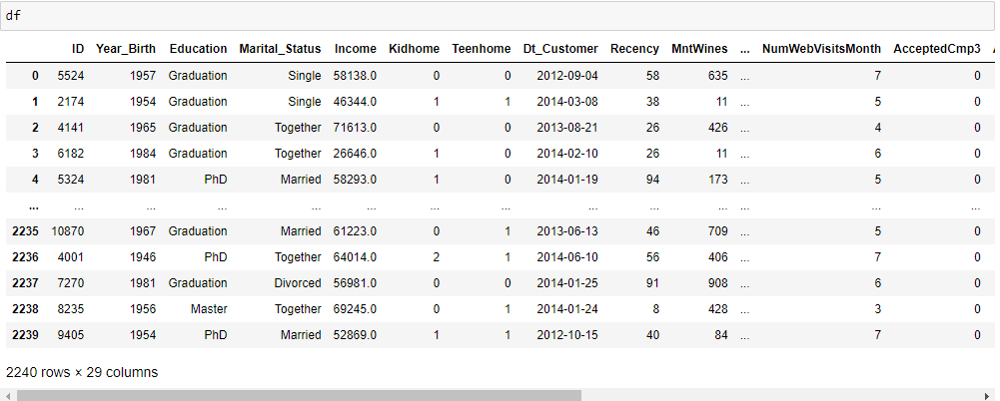 df
ID Year_Birth Education Marital_Status Income Kidhome Teenhome Dt_Customer Recency MntWines ... NumWebVisitsMonth AcceptedCmp3
0 5524 1957 Graduation Single 58138.0 0 0 2012-09-04 58 635 ... 7 0
1 2174 1954 Graduation Single 46344.0 1 1 2014-03-08 38 11 ... 5 0
2 4141 1965 Graduation Together 71613.0 0 0 2013-08-21 26 426 ... 4 0
3 6182 1984 Graduation Together 26646.0 1 0 2014-02-10 26 11 ... 6 0
4 5324 1981 PhD Married 58293.0 1 0 2014-01-19 94 173 ... 5 0
... ... ... ... ... ... ... ... ... ... ... ... ... ...
2235 10870 1967 Graduation Married 61223.0 0 1 2013-06-13 46 709 ... 5 0
2236 4001 1946 PhD Together 64014.0 2 1 2014-06-10 56 406 ... 7 0
2237 7270 1981 Graduation Divorced 56981.0 0 0 2014-01-25 91 908 ... 6 0
2238 8235 1956 Master Together 69245.0 0 1 2014-01-24 8 428 ... 3 0
2239 9405 1954 PhD Married 52869.0 1 1 2012-10-15 40 84 ... 7 0
2240 rows × 29 columns